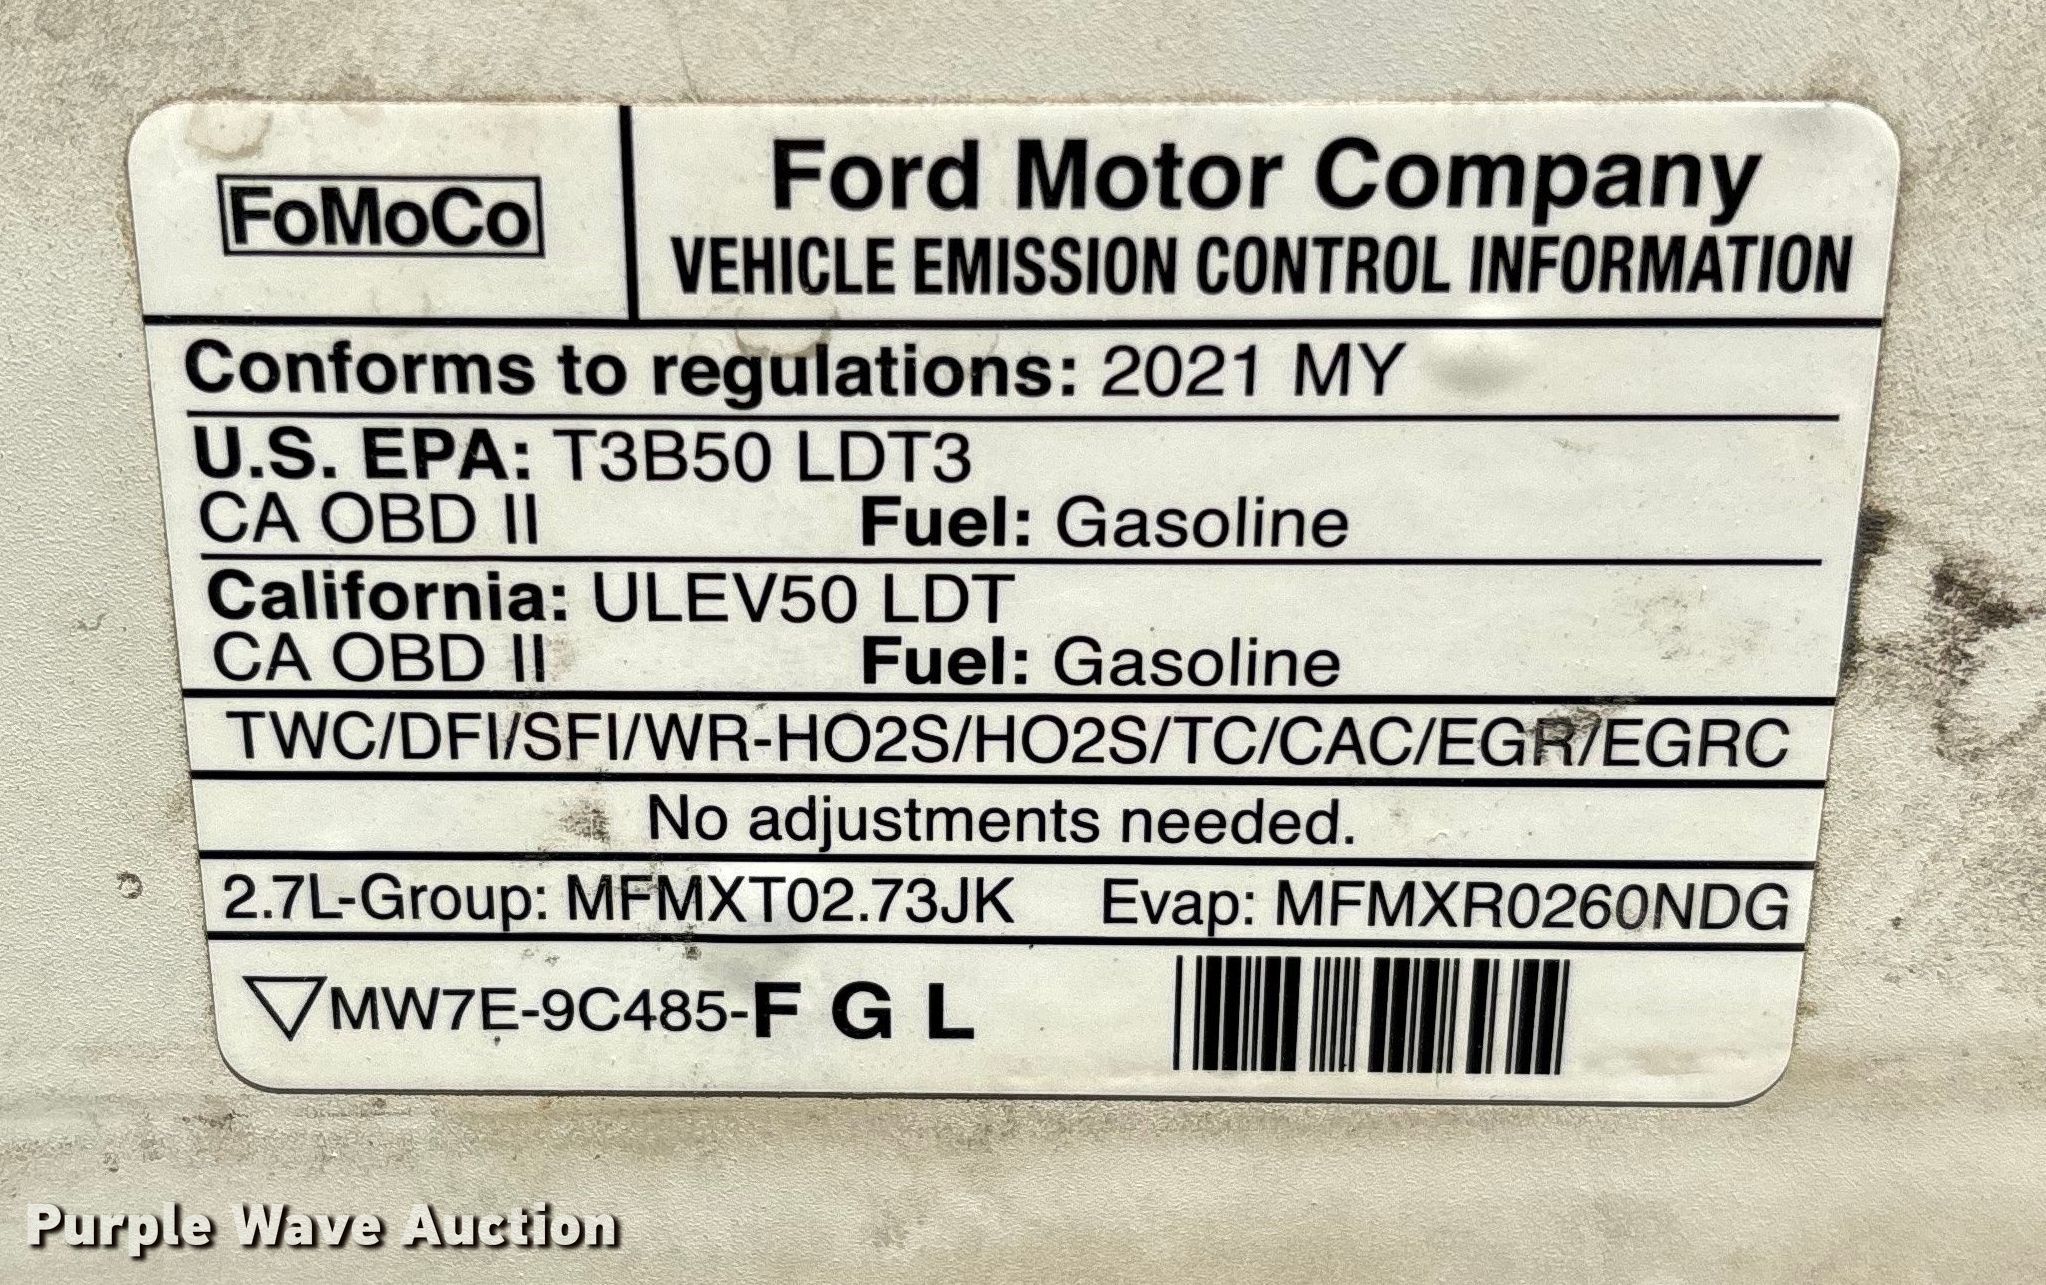 FoMoCo
Ford Motor Company
VEHICLE EMISSION CONTROL INFORMATION
Conforms to regulations: 2021 MY
U.S. EPA: T3B50 LDT3
CA OBD II Fuel: Gasoline
California: ULEV50 LDT
CA OBD II Fuel: Gasoline
TWC/DFI/SFI/WR-HO2S/HO2S/TC/CAC/EGR/EGRC
No adjustments needed.
2.7L-Group: MFMXT02.73JK Evap: MFMXR0260NDG
MW7E-9C485-F G L
Purple Wave Auction